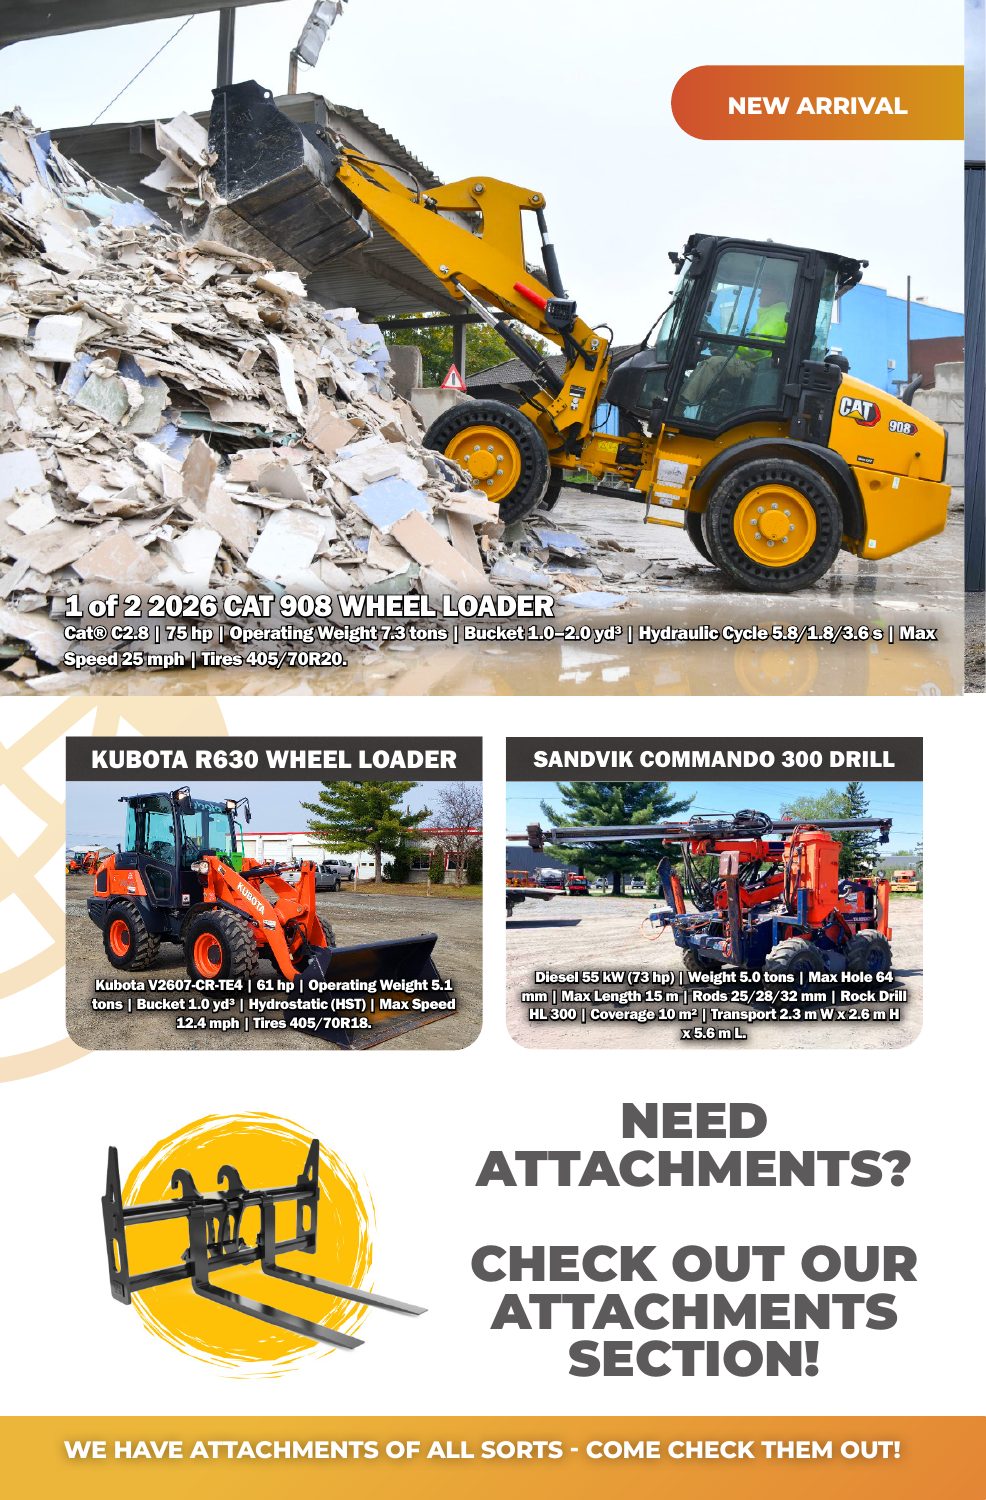 NEW ARRIVAL
CAT
908
1 of 2 2026 CAT 908 WHEEL LOADER
Cat® C2.8 | 75 hp | Operating Weight 7.3 tons | Bucket 1.0–2.0 yd³ | Hydraulic Cycle 5.8/1.8/3.6 s | Max
Speed 25 mph | Tires 405/70R20.
KUBOTA R630 WHEEL LOADER
KUBOTA
Kubota V2607-CR-TE4 | 61 hp | Operating Weight 5.1
tons | Bucket 1.0 yd³ | Hydrostatic (HST) | Max Speed
12.4 mph | Tires 405/70R18.
SANDVIK COMMANDO 300 DRILL
Diesel 55 kW (73 hp) | Weight 5.0 tons | Max Hole 64
mm | Max Length 15 m | Rods 25/28/32 mm | Rock Drill
HL 300 | Coverage 10 m² | Transport 2.3 m W x 2.6 m H
x 5.6 m L.
NEED
ATTACHMENTS?
CHECK OUT OUR
ATTACHMENTS
SECTION!
WE HAVE ATTACHMENTS OF ALL SORTS - COME CHECK THEM OUT!